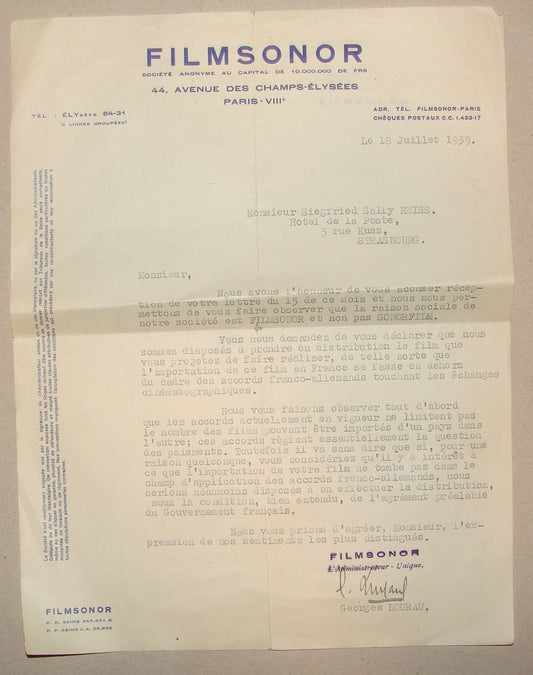 FILMSONOR
SOCIÉTÉ ANONYME AU CAPITAL DE 10.000.000 DE FRS
44, AVENUE DES CHAMPS-ÉLYSÉES
PARIS-VIIIᵉ
TÉL. : ÉLYSÉES 64-31
(5 LIGNES GROUPÉES)
ADR. TÉL. FILMSONOR-PARIS
CHÈQUES POSTAUX C.C. 1.433-17
Le 18 Juillet 1939.
Monsieur Siegfried Sally REISS.
Hotel de la Poste,
5 rue Kuss,
STRASBOURG.
Monsieur,
Nous avons l'honneur de vous accuser récep-
tion de votre lettre du 15 de ce mois et nous nous per-
mettons de vous faire observer que la raison sociale de
notre société est FILMSONOR et non pas SONORFILM.
Vous nous demandez de vous déclarer que nous
sommes disposés à prendre en distribution le film que
vous projetez de faire réaliser, de telle sorte que
l'importation de ce film en France se fasse en dehors
du cadre des accords franco-allemands touchant les échanges
cinématographiques.
Nous vous faisons observer tout d'abord
que les accords actuellement en vigueur ne limitent pas
le nombre des films pouvant être importés d'un pays dans
l'autre; ces accords règlent essentiellement la question
des paiements. Toutefois il va sans dire que si, pour une
raison quelconque, vous considériez qu'il y a intérêt à
ce que l'importation de votre film ne tombe pas dans le
champ d'application des accords franco-allemands, nous
serions néanmoins disposés à en effectuer la distribution,
sous la condition, bien entendu, de l'agrément préalable
du Gouvernement français.
Nous vous prions d'agréer, Monsieur, l'ex-
pression de nos sentiments les plus distingués.
FILMSONOR
L'Administrateur - Unique,
Georges LOURAU.
FILMSONOR
R. C. SEINE 247.471 B
R. P. SEINE C.A. 25.826